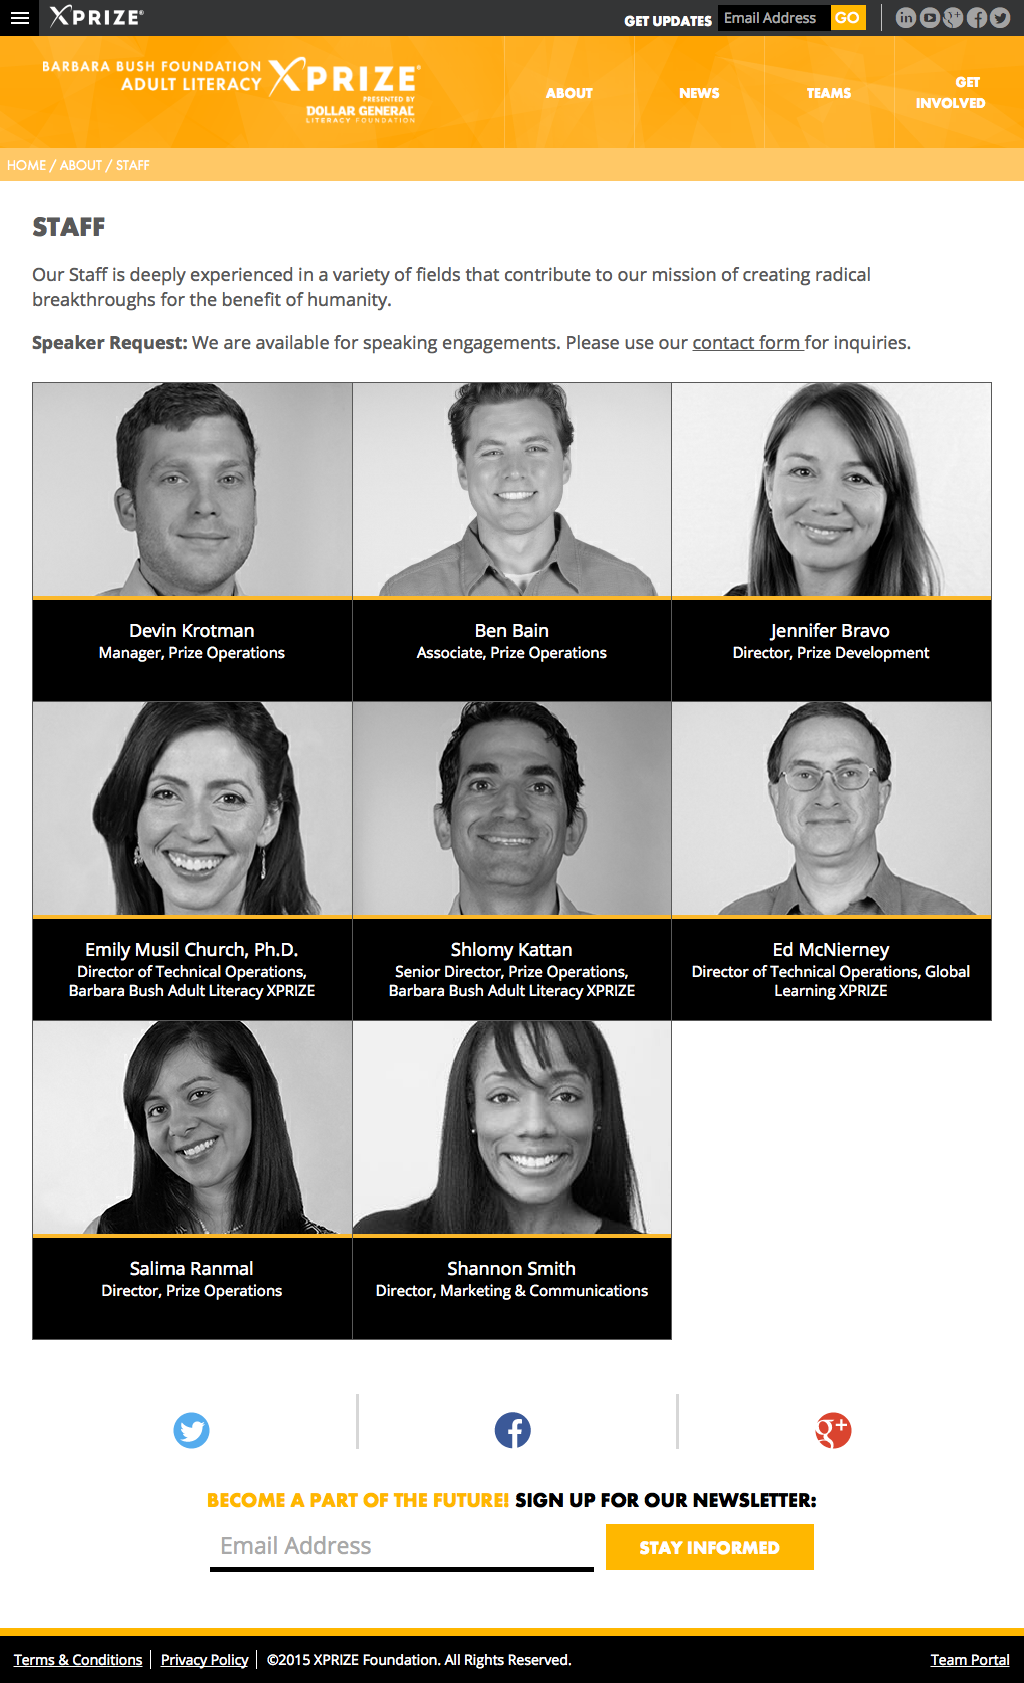 XPRIZE®
GET UPDATES Email Address GO
BARBARA BUSH FOUNDATION
ADULT LITERACY XPRIZE
PRESENTED BY
DOLLAR GENERAL
LITERACY FOUNDATION
ABOUT
NEWS
TEAMS
GET
INVOLVED
HOME / ABOUT / STAFF
STAFF
Our Staff is deeply experienced in a variety of fields that contribute to our mission of creating radical
breakthroughs for the benefit of humanity.
Speaker Request: We are available for speaking engagements. Please use our contact form for inquiries.
Devin Krotman
Manager, Prize Operations
Ben Bain
Associate, Prize Operations
Jennifer Bravo
Director, Prize Development
Emily Musil Church, Ph.D.
Director of Technical Operations,
Barbara Bush Adult Literacy XPRIZE
Shlomy Kattan
Senior Director, Prize Operations,
Barbara Bush Adult Literacy XPRIZE
Ed McNierney
Director of Technical Operations, Global
Learning XPRIZE
Salima Ranmal
Director, Prize Operations
Shannon Smith
Director, Marketing & Communications
BECOME A PART OF THE FUTURE! SIGN UP FOR OUR NEWSLETTER:
Email Address
STAY INFORMED
Terms & Conditions Privacy Policy ©2015 XPRIZE Foundation. All Rights Reserved. Team Portal